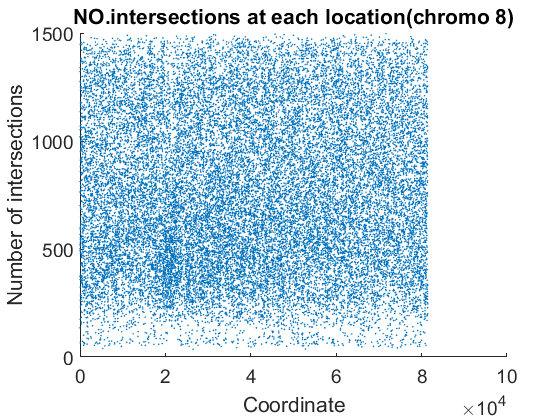 NO.intersections at each location(chromo 8)
Number of intersections
1500
1000
500
0
0 2 4 6 8 10
×10^4
Coordinate